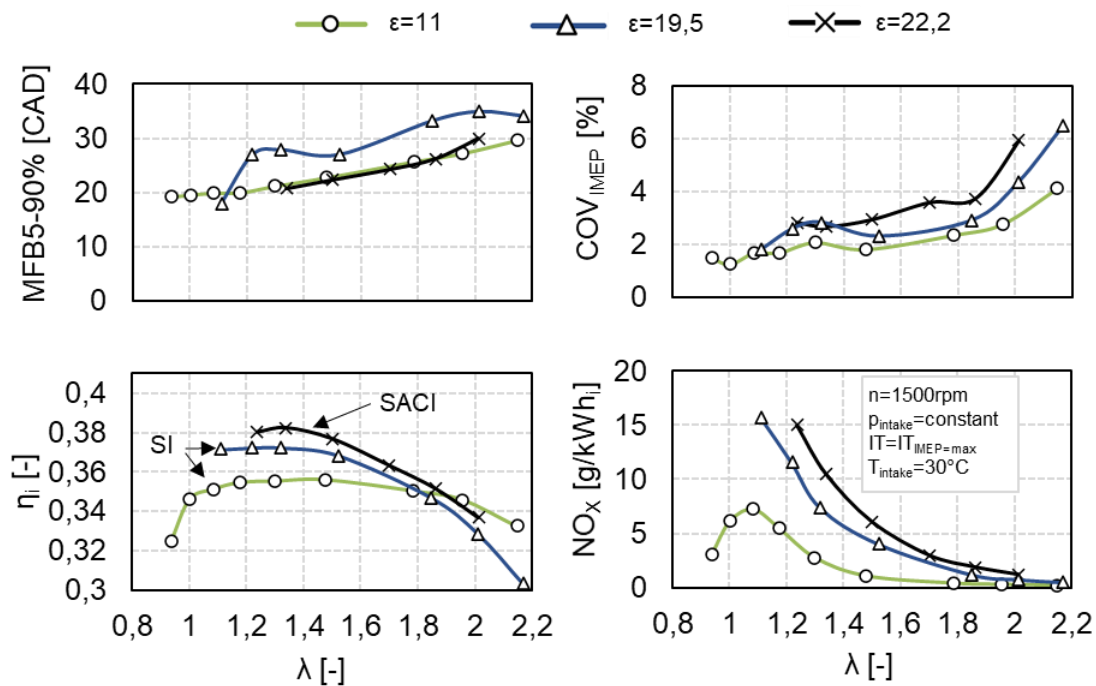 ε=11 ε=19,5 ε=22,2
MFB5-90% [CAD]
40
30
20
10
0
COV_IMEP [%]
8
6
4
2
0
η_i [-]
0,4
0,38
0,36
0,34
0,32
0,3
SI
SACI
0,8 1 1,2 1,4 1,6 1,8 2 2,2
λ [-]
NO_X [g/kWh_i]
20
15
10
5
0
n=1500rpm
p_intake=constant
IT=IT_IMEP=max
T_intake=30°C
0,8 1 1,2 1,4 1,6 1,8 2 2,2
λ [-]